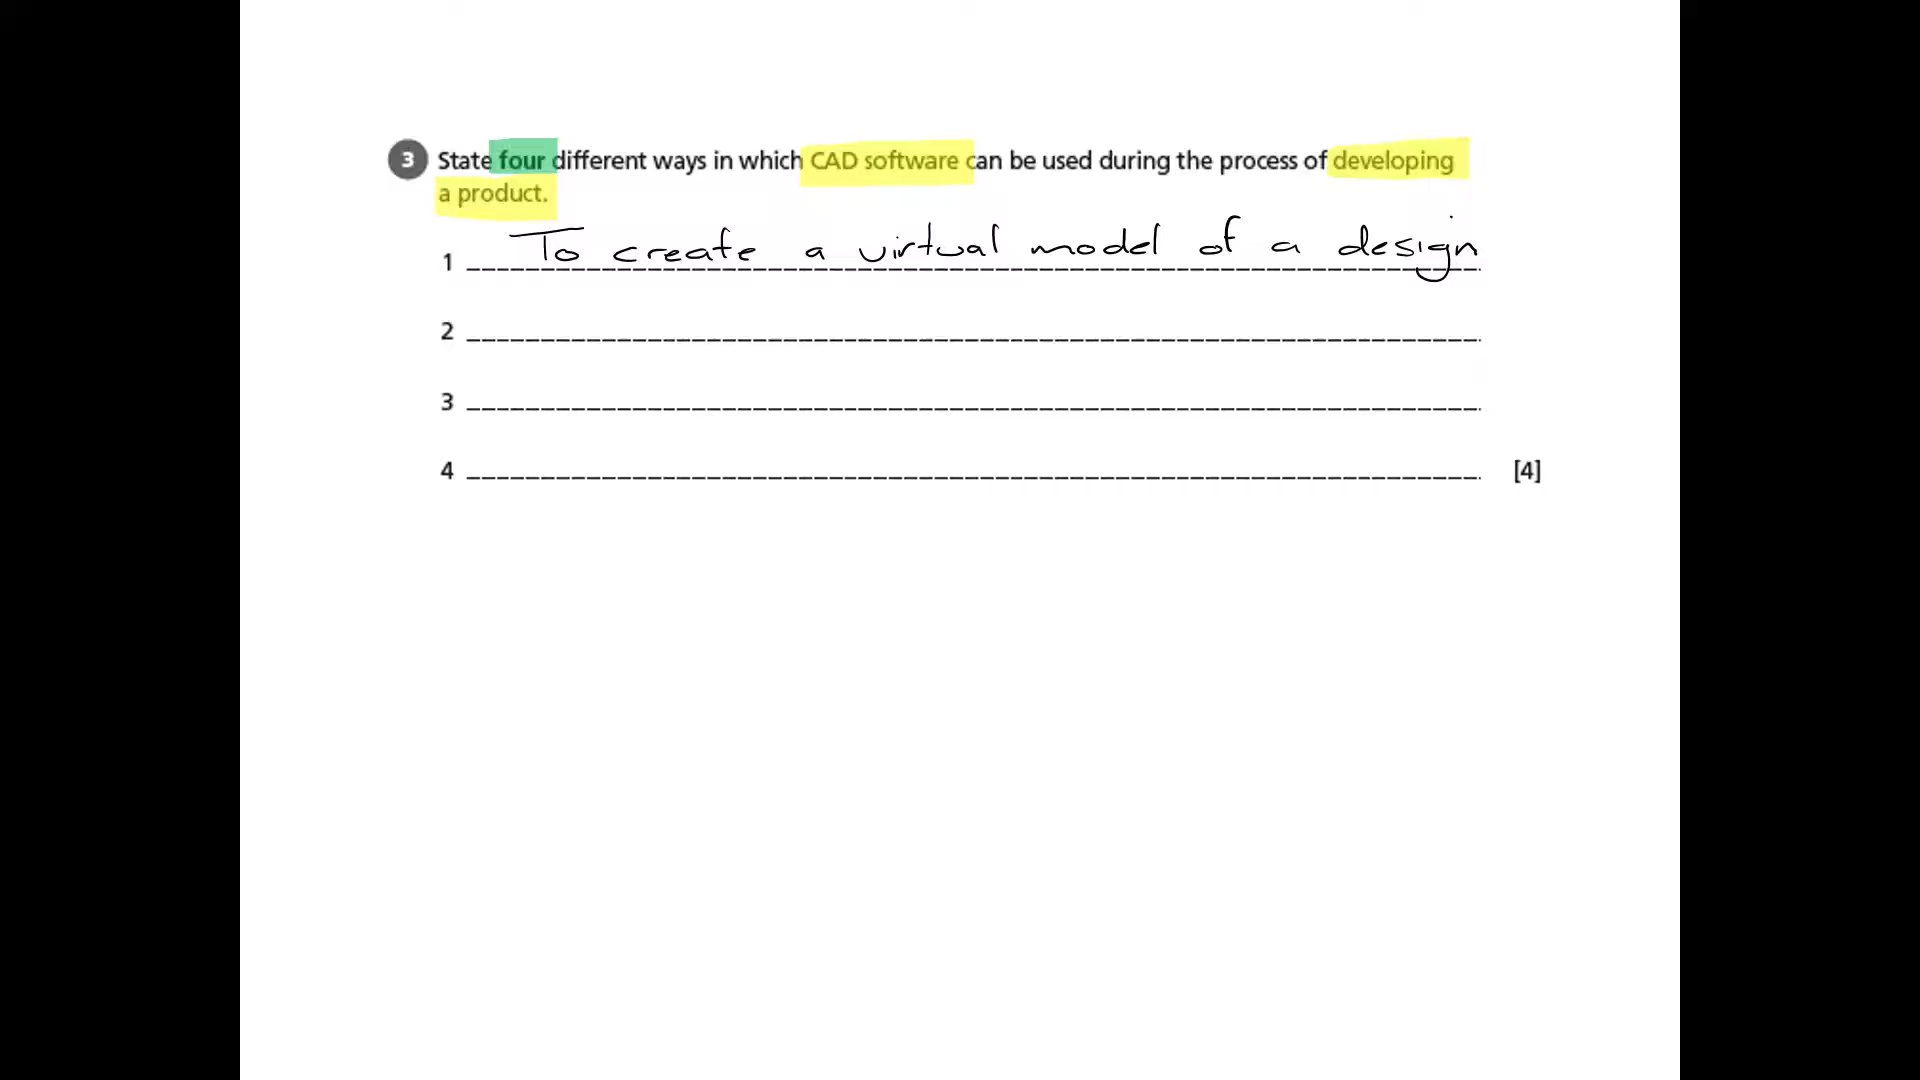 3 State four different ways in which CAD software can be used during the process of developing
a product.
1 To create a virtual model of a design
2
3
4 [4]